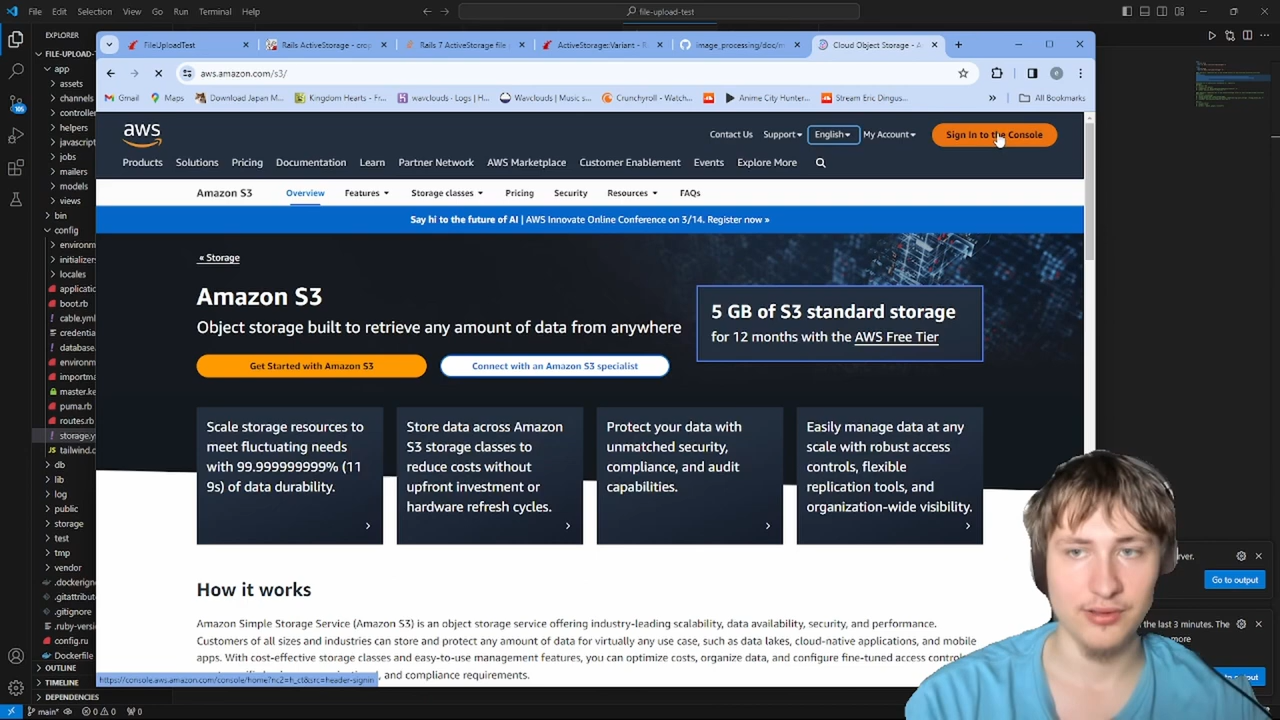 File
Edit
Selection
View
Go
Run
Terminal
Help
file-upload-test
EXPLORER
FILE-UPLOAD-T
app
assets
channels
controller
helpers
javascript
jobs
mailers
models
views
bin
config
environm
initializers
locales
applicatio
boot.rb
cable.yml
credentia
database.
environm
importma
master.ke
puma.rb
routes.rb
storage.y
tailwind.c
db
lib
log
public
storage
test
tmp
vendor
.dockerign
.gitattribut
.gitignore
.ruby-versi
config.ru
Dockerfile
OUTLINE
TIMELINE
DEPENDENCIES
main*
0
0
0
FileUploadTest
Rails ActiveStorage - crop
Rails 7 ActiveStorage file
ActiveStorage::Variant - R
image_processing/doc/m
Cloud Object Storage - A
aws.amazon.com/s3/
Gmail
Maps
Download Japan M...
Kingdom Hearts - Fr...
Crunchyroll - Watch...
Anime City Hunter...
Stream Eric Dingus...
All Bookmarks
aws
Contact Us
Support
English
My Account
Sign In to the Console
Products
Solutions
Pricing
Documentation
Learn
Partner Network
AWS Marketplace
Customer Enablement
Events
Explore More
Amazon S3
Overview
Features
Storage classes
Pricing
Security
Resources
FAQs
Say hi to the future of AI | AWS Innovate Online Conference on 3/14. Register now »
« Storage
Amazon S3
Object storage built to retrieve any amount of data from anywhere
Get Started with Amazon S3
Connect with an Amazon S3 specialist
5 GB of S3 standard storage
for 12 months with the AWS Free Tier
Scale storage resources to
meet fluctuating needs
with 99.999999999% (11
9s) of data durability.
Store data across Amazon
S3 storage classes to
reduce costs without
upfront investment or
hardware refresh cycles.
Protect your data with
unmatched security,
compliance, and audit
capabilities.
Easily manage data at any
scale with robust access
controls, flexible
replication tools, and
organization-wide visibility.
How it works
Amazon Simple Storage Service (Amazon S3) is an object storage service offering industry-leading scalability, data availability, security, and performance.
Customers of all sizes and industries can store and protect any amount of data for virtually any use case, such as data lakes, cloud-native applications, and mobile
apps. With cost-effective storage classes and easy-to-use management features, you can optimize costs, organize data, and configure fine-tuned access contro
, and compliance requirements.
https://console.aws.amazon.com/console/home?nc2=h_ct&src=header-signin
rver.
Go to output
the last 3 minutes. The
more
o output